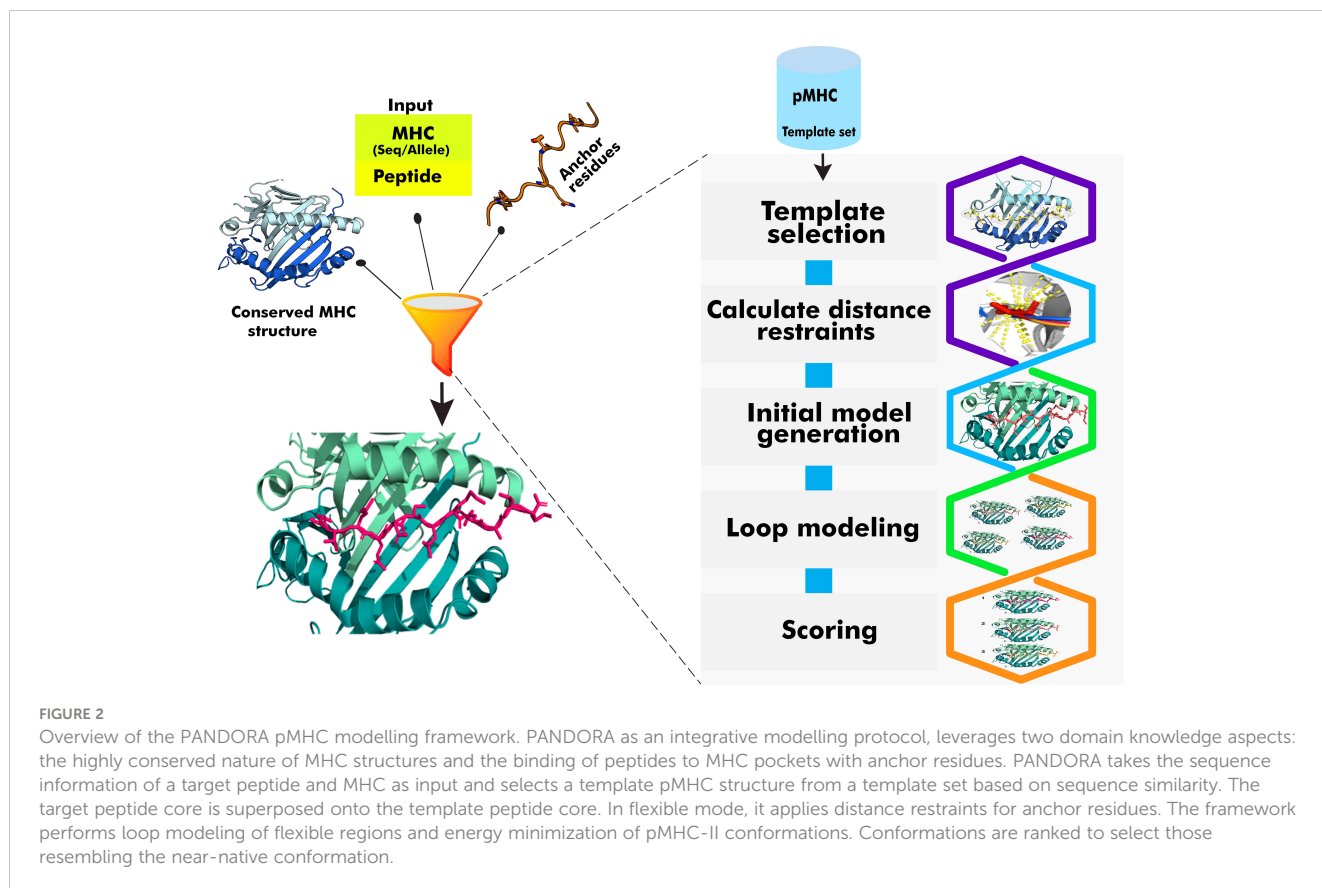 Input
MHC
(Seq/Allele)
Peptide
Anchor
residues
Conserved MHC
structure
pMHC
Template set
Template
selection
Calculate distance
restraints
Initial model
generation
Loop modeling
Scoring
FIGURE 2
Overview of the PANDORA pMHC modelling framework. PANDORA as an integrative modelling protocol, leverages two domain knowledge aspects:
the highly conserved nature of MHC structures and the binding of peptides to MHC pockets with anchor residues. PANDORA takes the sequence
information of a target peptide and MHC as input and selects a template pMHC structure from a template set based on sequence similarity. The
target peptide core is superposed onto the template peptide core. In flexible mode, it applies distance restraints for anchor residues. The framework
performs loop modeling of flexible regions and energy minimization of pMHC-II conformations. Conformations are ranked to select those
resembling the near-native conformation.